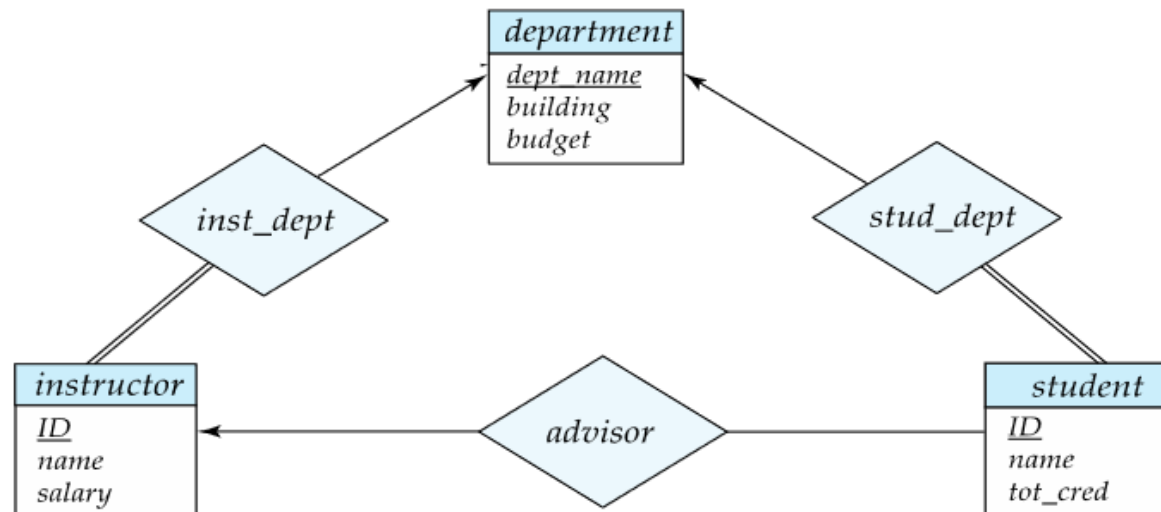 department
dept_name
building
budget
inst_dept
stud_dept
instructor
ID
name
salary
advisor
student
ID
name
tot_cred